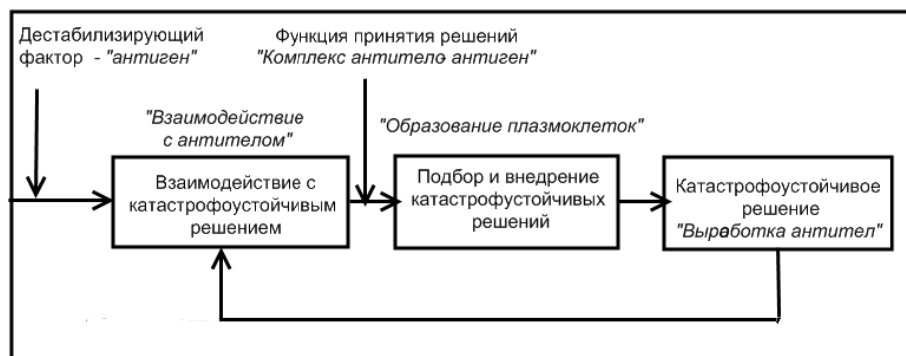 Дестабилизирующий
фактор - "антиген"
Функция принятия решений
"Комплекс антитело- антиген"
"Взаимодействие
с антителом"
"Образование плазмоклеток"
Взаимодействие с
катастрофоустойчивым
решением
Подбор и внедрение
катастрофустойчивых
решений
Катастрофоустойчивое
решение
"Выработка антител"